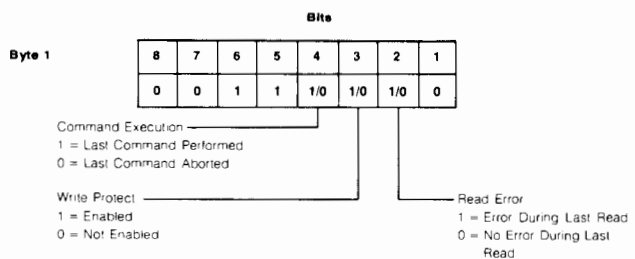 Bits
Byte 1
8 7 6 5 4 3 2 1
0 0 1 1 1/0 1/0 1/0 0
Command Execution
1 = Last Command Performed
0 = Last Command Aborted
Write Protect
1 = Enabled
0 = Not Enabled
Read Error
1 = Error During Last Read
0 = No Error During Last
Read